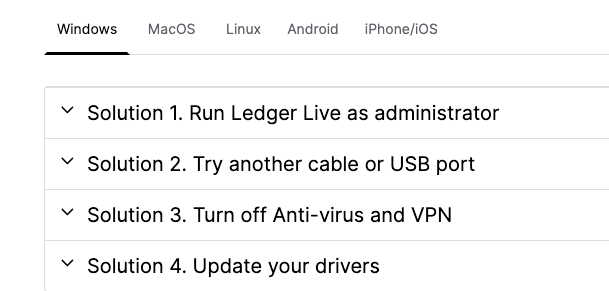 Windows MacOS Linux Android iPhone/iOS
Solution 1. Run Ledger Live as administrator
Solution 2. Try another cable or USB port
Solution 3. Turn off Anti-virus and VPN
Solution 4. Update your drivers